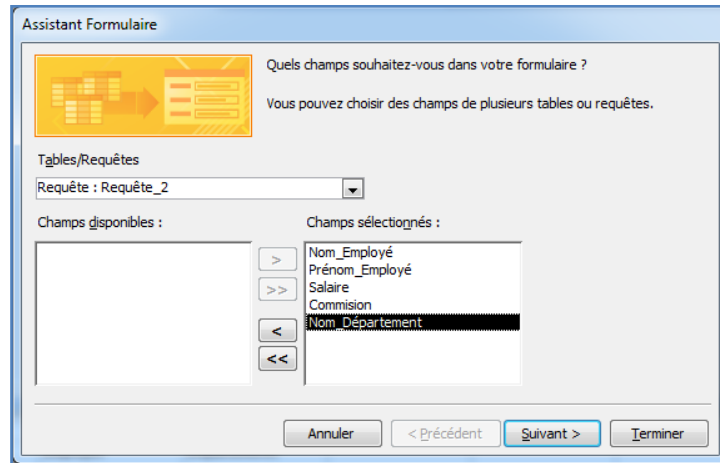 Assistant Formulaire
Quels champs souhaitez-vous dans votre formulaire ?
Vous pouvez choisir des champs de plusieurs tables ou requêtes.
Tables/Requêtes
Requête : Requête_2
Champs disponibles :
Champs sélectionnés :
Nom_Employé
Prénom_Employé
Salaire
Commision
Nom_Département
>
>>
<
<<
Annuler
< Précédent
Suivant >
Terminer